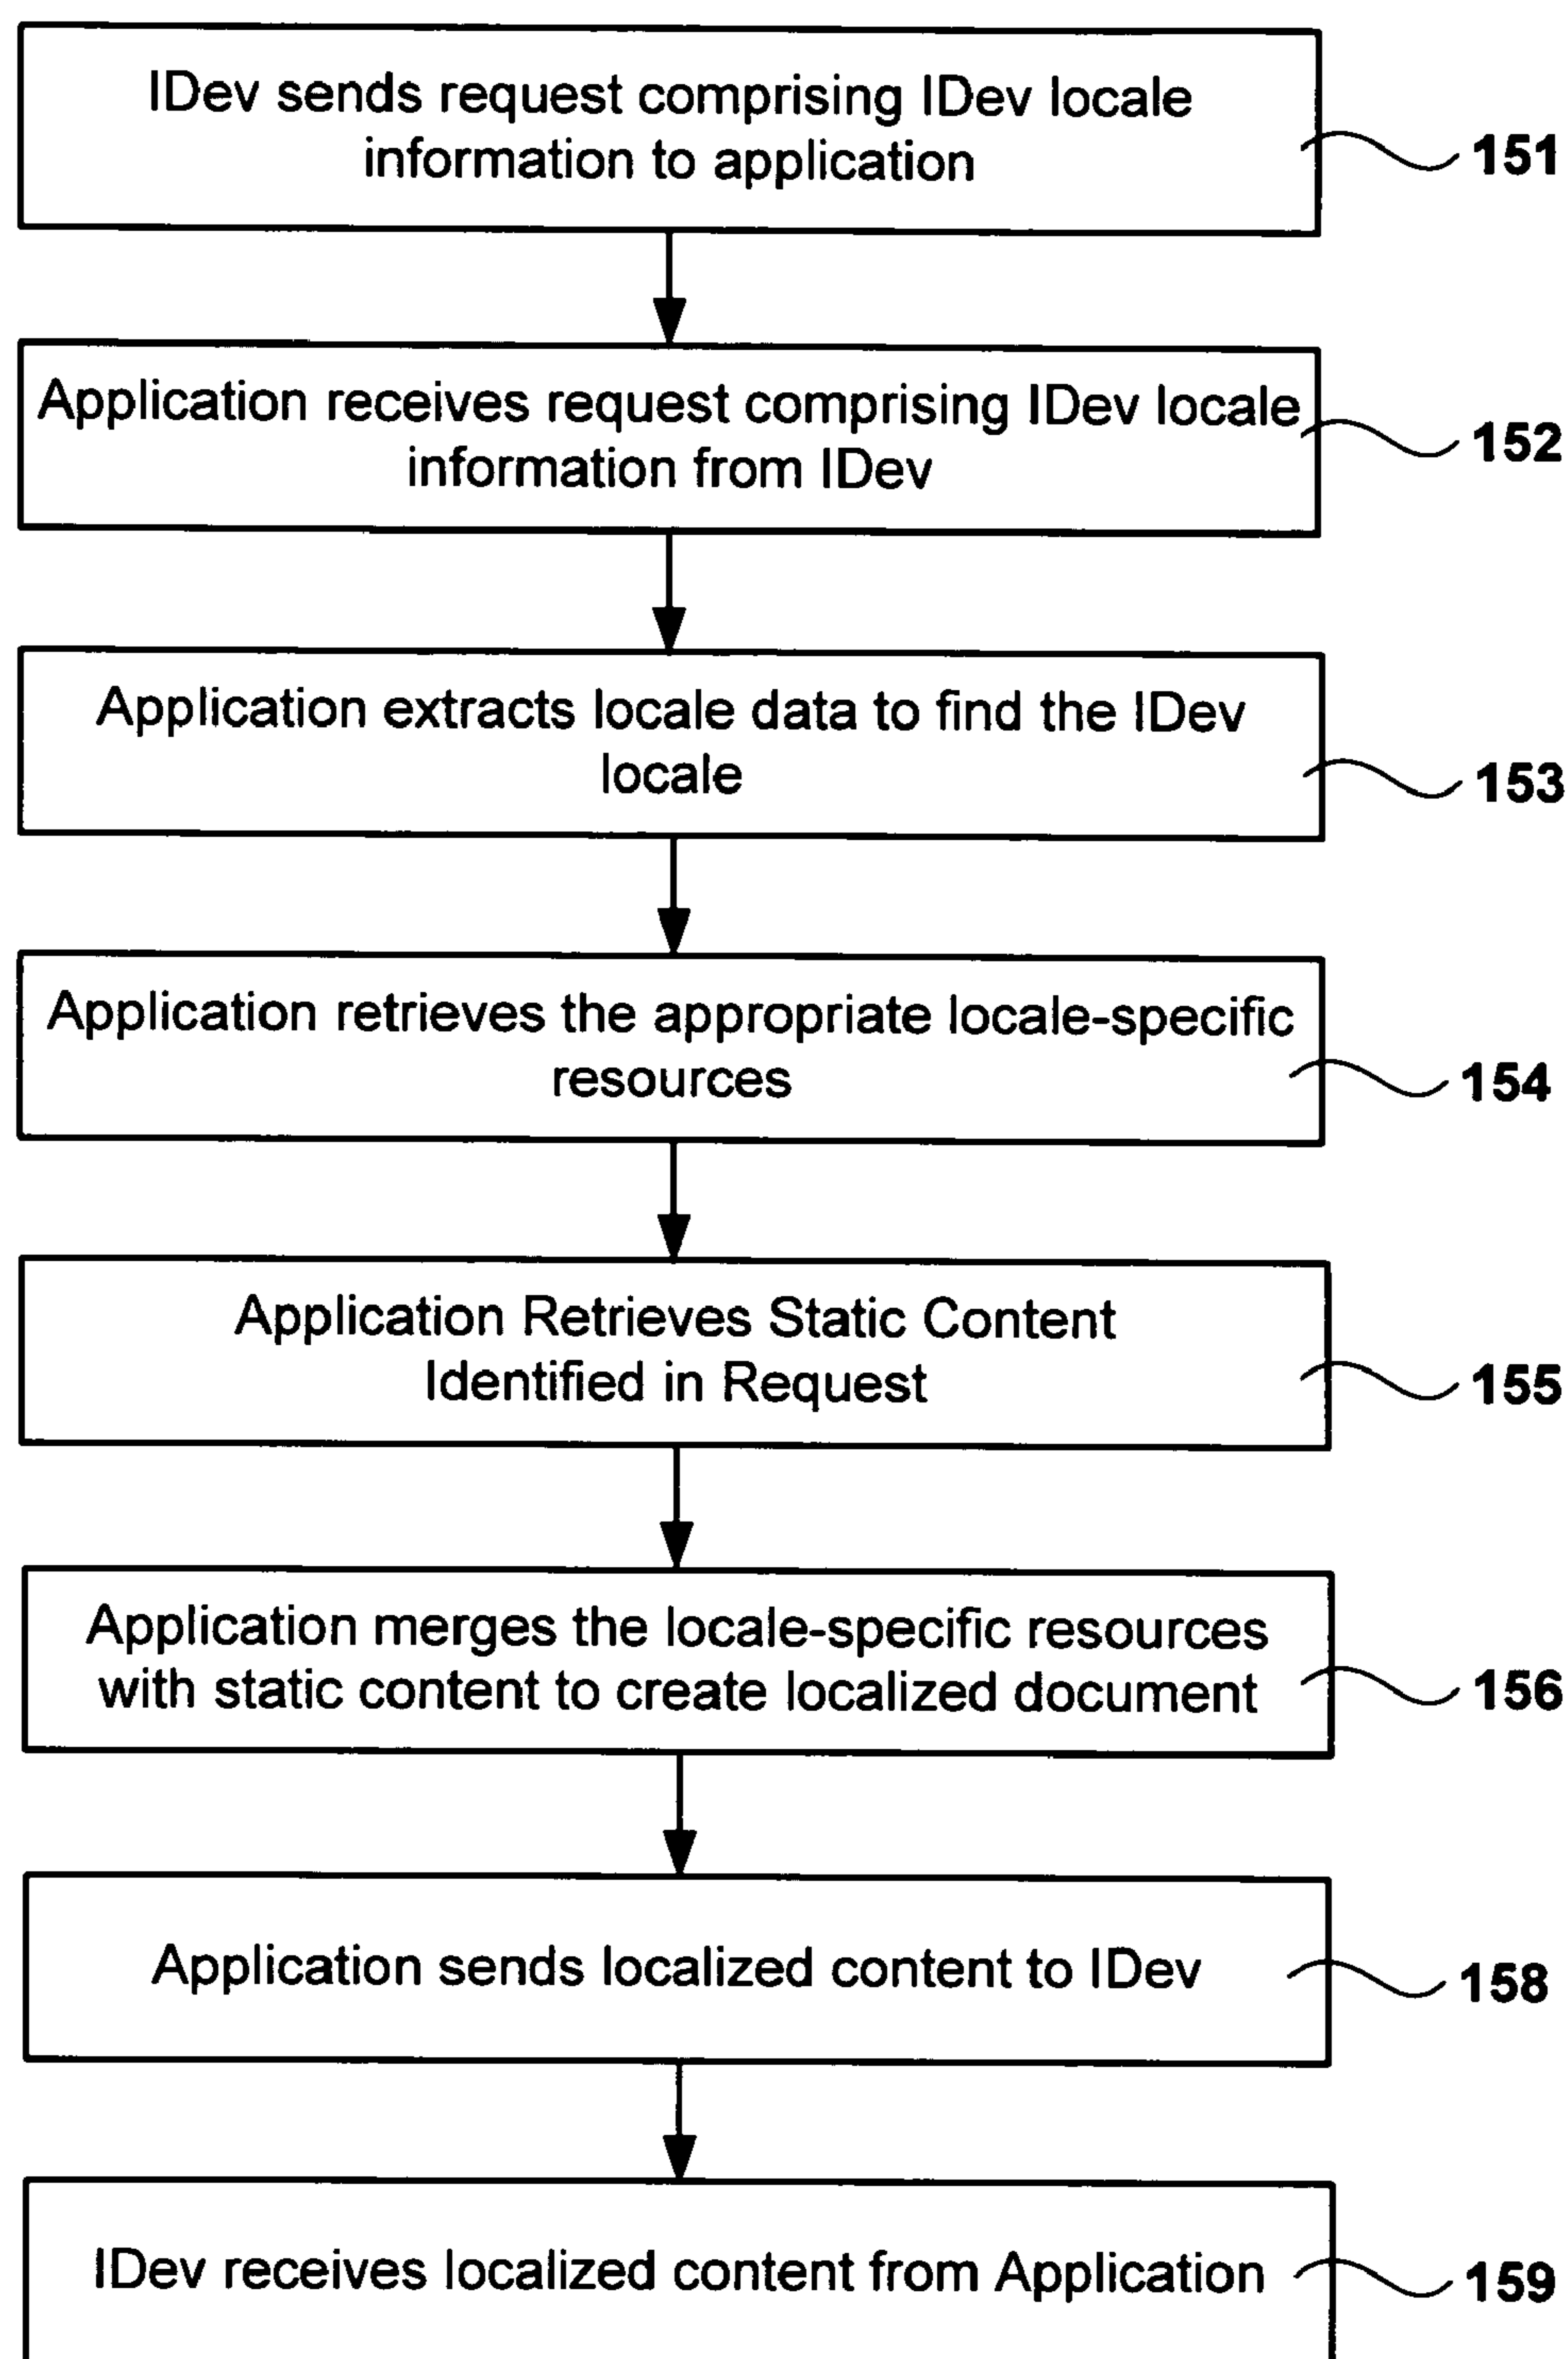 IDev sends request comprising IDev locale
information to application
151
Application receives request comprising IDev locale
information from IDev
152
Application extracts locale data to find the IDev
locale
153
Application retrieves the appropriate locale-specific
resources
154
Application Retrieves Static Content
Identified in Request
155
Application merges the locale-specific resources
with static content to create localized document
156
Application sends localized content to IDev
158
IDev receives localized content from Application
159